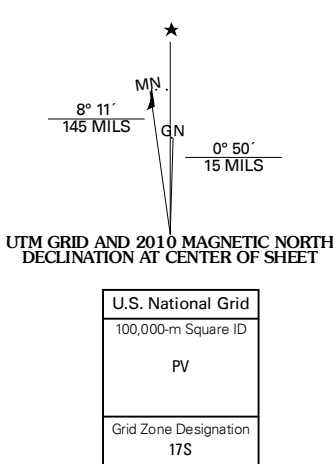 ★
MN
8° 11´
145 MILS
GN
0° 50´
15 MILS
UTM GRID AND 2010 MAGNETIC NORTH
DECLINATION AT CENTER OF SHEET
U.S. National Grid
100,000-m Square ID
PV
Grid Zone Designation
17S